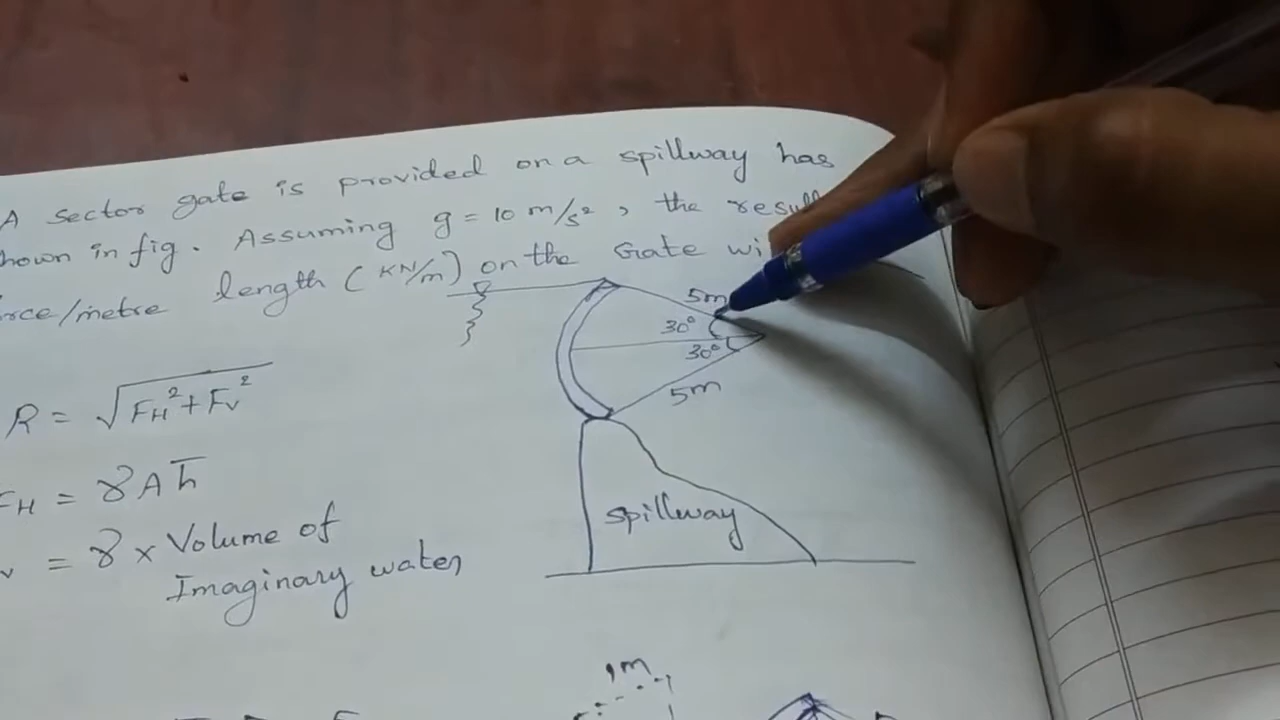 A sector gate is provided on a spillway has
hown in fig. Assuming g = 10 m/s², the resul
rce/metre length (KN/m) on the Gate wi
5m
30°
30°
5m
R = √FH² + FV²
FH = γAh̄
v = γ × Volume of
Imaginary water
spillway
1m